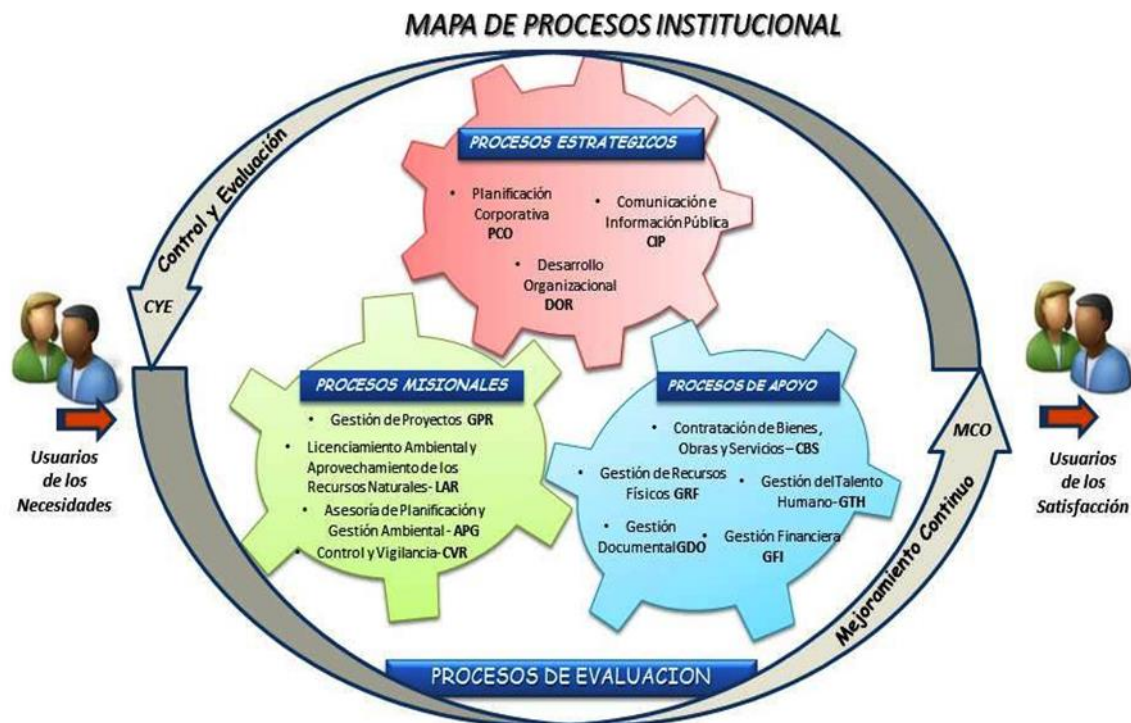 MAPA DE PROCESOS INSTITUCIONAL
Control y Evaluación
CYE
PROCESOS ESTRATEGICOS
• Planificación
Corporativa
PCO
• Comunicación e
Información Pública
CIP
• Desarrollo
Organizacional
DOR
Usuarios
de los
Necesidades
PROCESOS MISIONALES
• Gestión de Proyectos GPR
• Licenciamiento Ambiental y
Aprovechamiento de los
Recursos Naturales- LAR
• Asesoría de Planificación y
Gestión Ambiental - APG
• Control y Vigilancia- CVR
PROCESOS DE APOYO
• Contratación de Bienes,
Obras y Servicios – CBS
• Gestión de Recursos
Físicos GRF
• Gestión del Talento
Humano- GTH
• Gestión
Documental GDO
• Gestión Financiera
GFI
MCO
Mejoramiento Continuo
Usuarios
de los
Satisfacción
PROCESOS DE EVALUACION